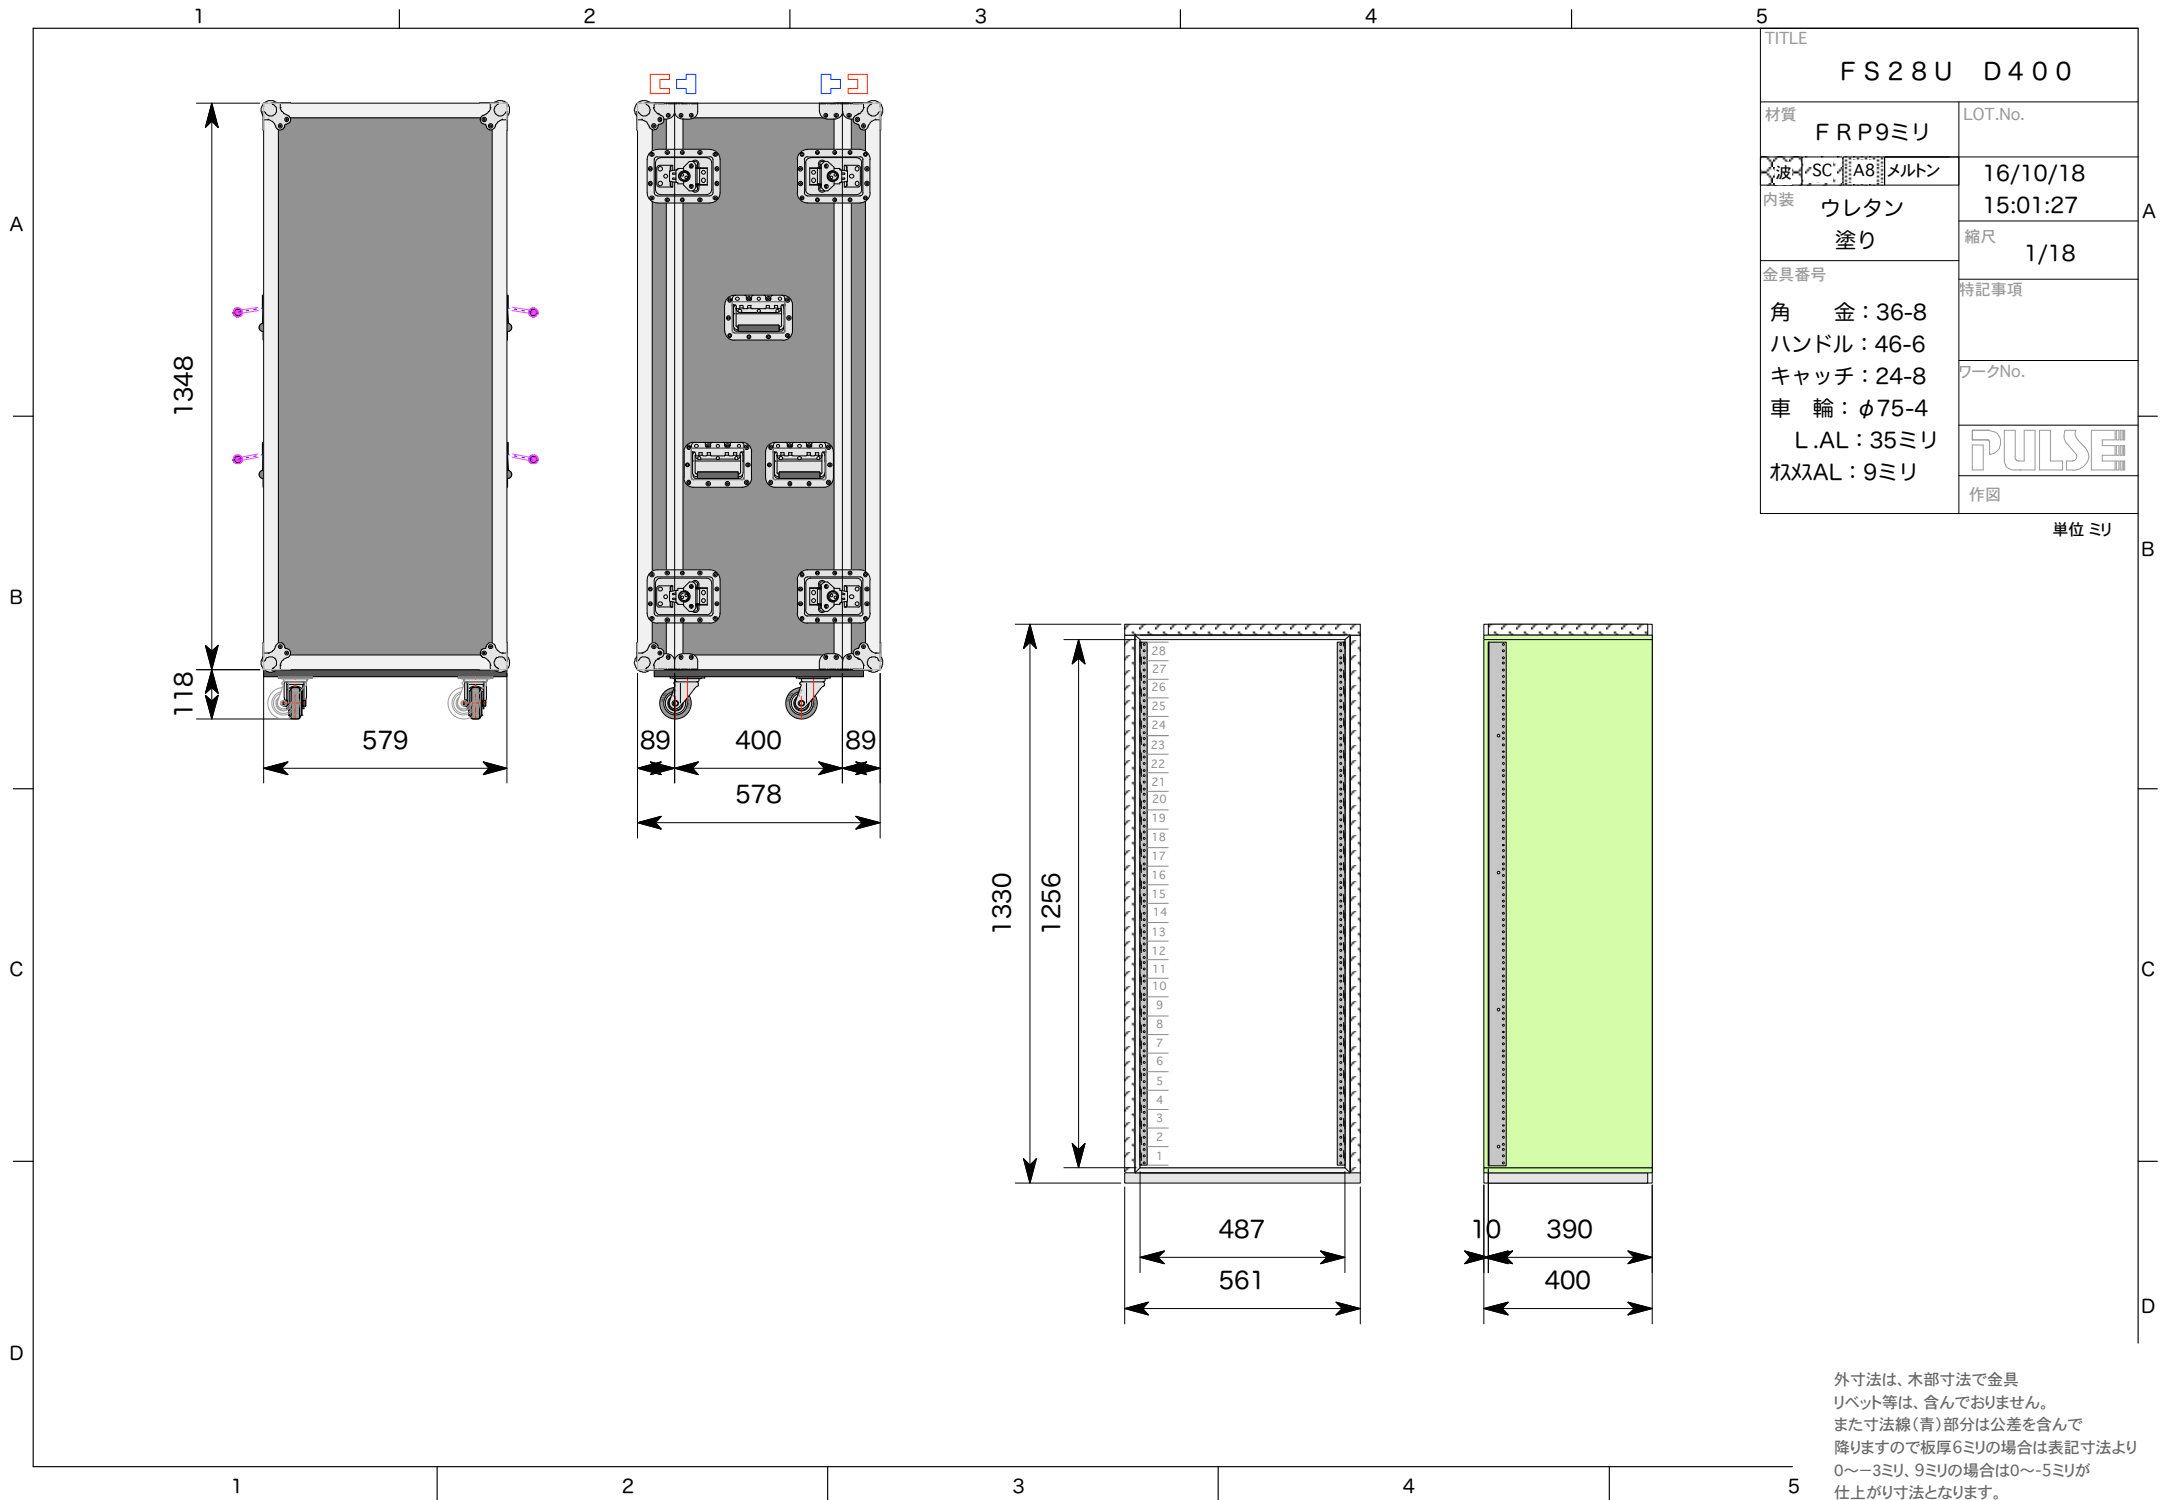 1 2 3 4 5
TITLE
FS28U D400
材質
FRP9ミリ
LOT.No.
波 SC A8 メルトン
16/10/18
15:01:27
内装
ウレタン
塗り
縮尺
1/18
金具番号
角　金：36-8
ハンドル：46-6
キャッチ：24-8
車　輪：φ75-4
L.AL：35ミリ
ｵｽﾒｽAL：9ミリ
特記事項
ワークNo.
PULSE
作図
単位 ミリ
A
A
B
B
C
C
D
D
1348
118
579
89 400 89
578
1330
1256
28
27
26
25
24
23
22
21
20
19
18
17
16
15
14
13
12
11
10
9
8
7
6
5
4
3
2
1
487
561
10 390
400
外寸法は、木部寸法で金具
リベット等は、含んでおりません。
また寸法線（青）部分は公差を含んで
降りますので板厚6ミリの場合は表記寸法より
0～−3ミリ、9ミリの場合は0～-5ミリが
仕上がり寸法となります。
1 2 3 4 5